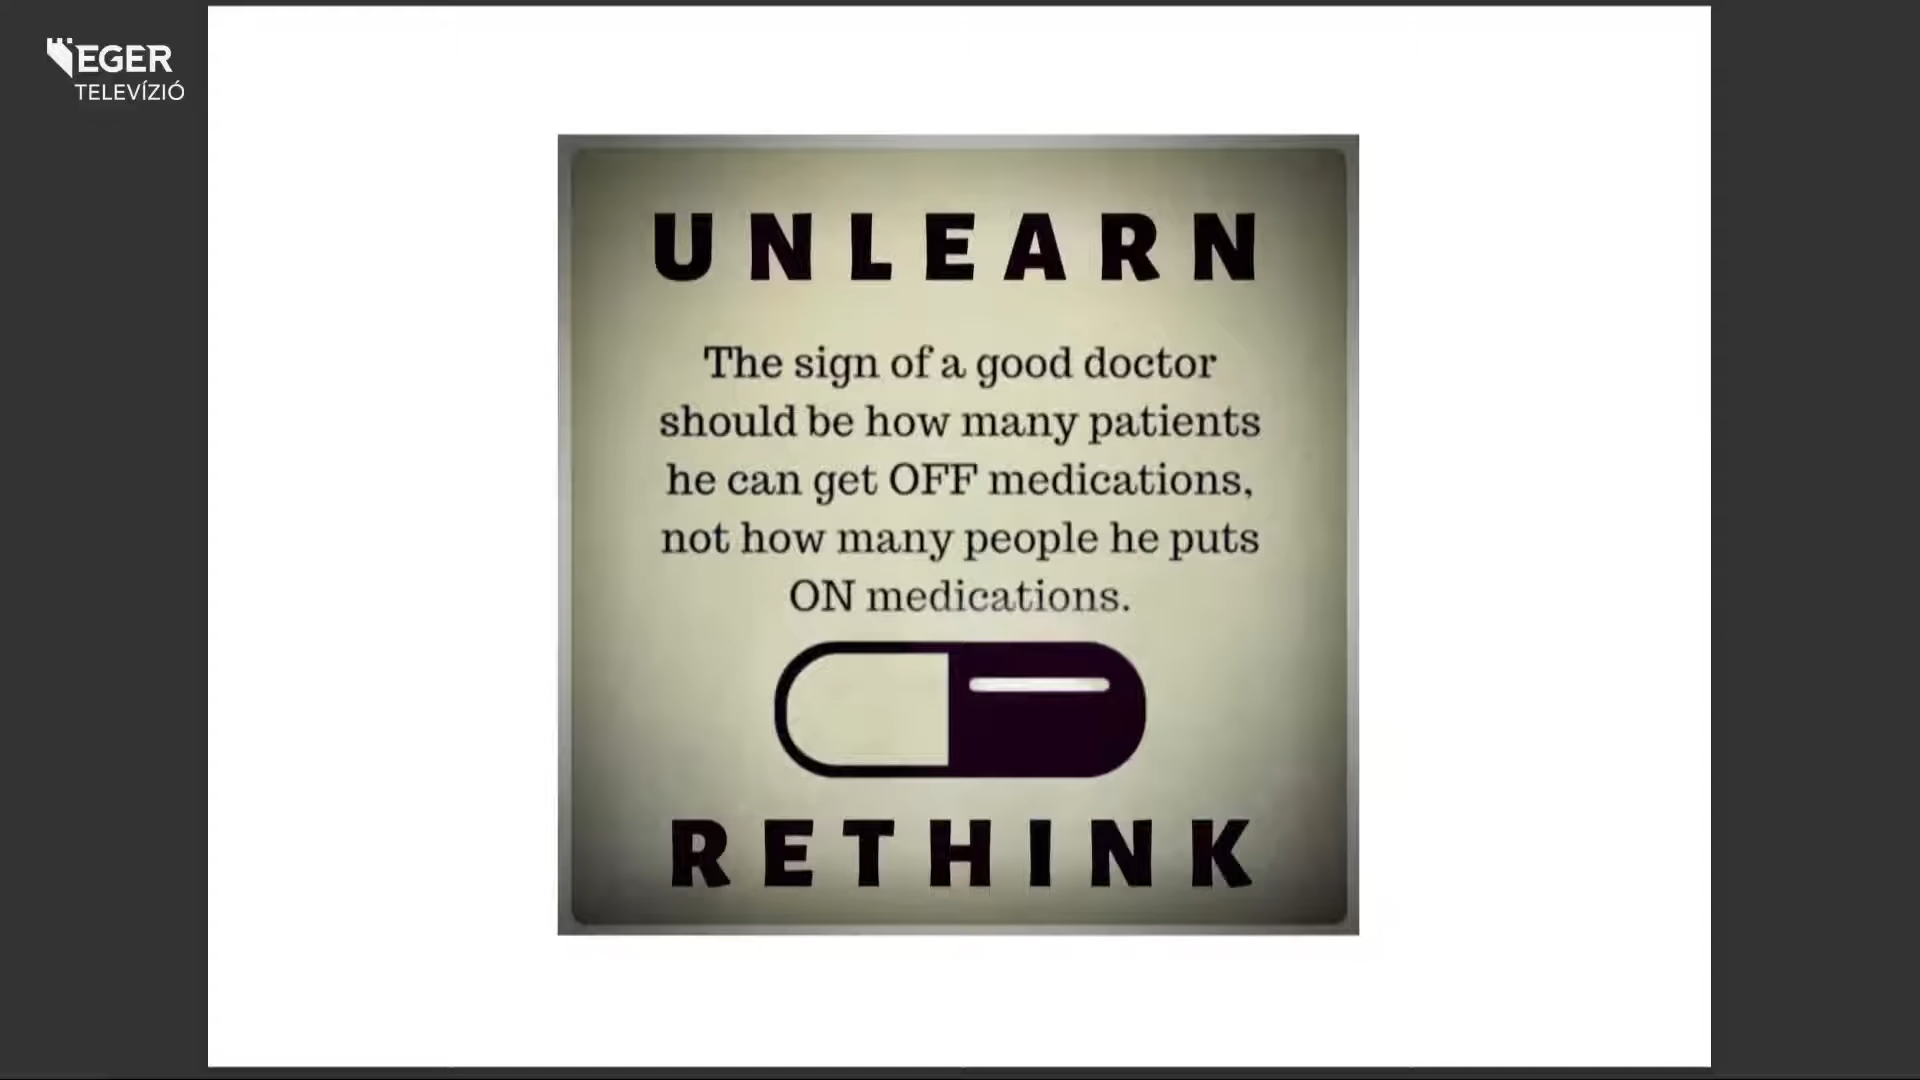 EGER
TELEVÍZIÓ
UNLEARN
The sign of a good doctor
should be how many patients
he can get OFF medications,
not how many people he puts
ON medications.
RETHINK